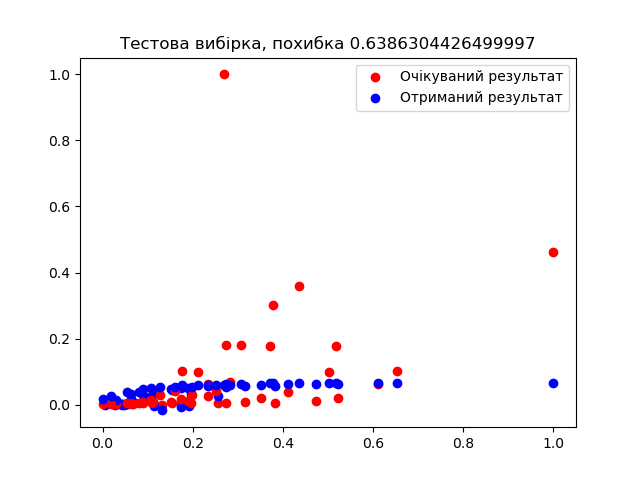 Тестова вибірка, похибка 0.6386304426499997
Очікуваний результат
Отриманий результат
1.0
0.8
0.6
0.4
0.2
0.0
0.0 0.2 0.4 0.6 0.8 1.0